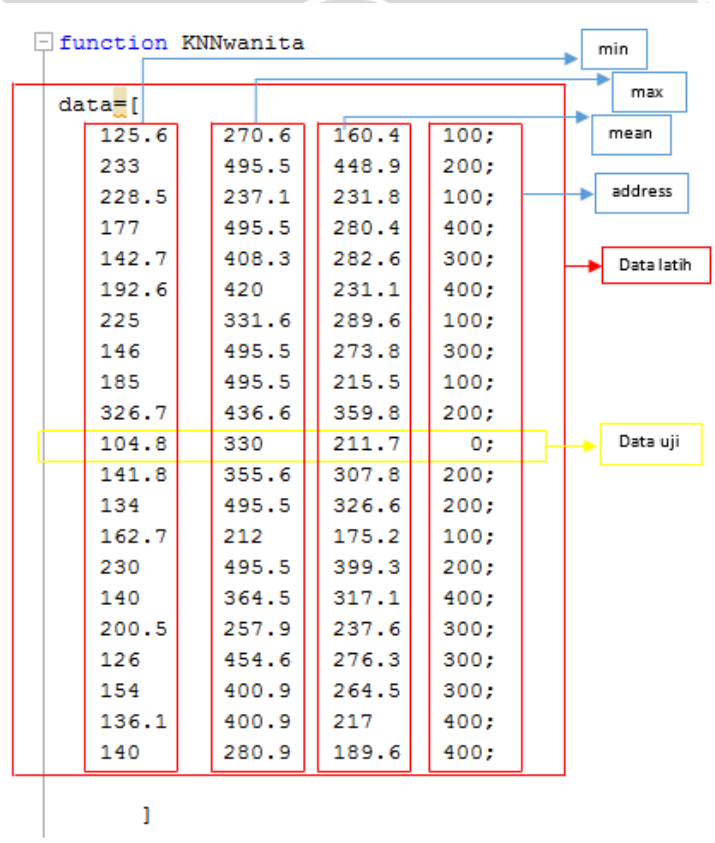 function KNNwanita
min
max
data=[
mean
125.6 270.6 160.4 100;
233 495.5 448.9 200;
address
228.5 237.1 231.8 100;
177 495.5 280.4 400;
Data latih
142.7 408.3 282.6 300;
192.6 420 231.1 400;
225 331.6 289.6 100;
146 495.5 273.8 300;
185 495.5 215.5 100;
326.7 436.6 359.8 200;
Data uji
104.8 330 211.7 0;
141.8 355.6 307.8 200;
134 495.5 326.6 200;
162.7 212 175.2 100;
230 495.5 399.3 200;
140 364.5 317.1 400;
200.5 257.9 237.6 300;
126 454.6 276.3 300;
154 400.9 264.5 300;
136.1 400.9 217 400;
140 280.9 189.6 400;
]